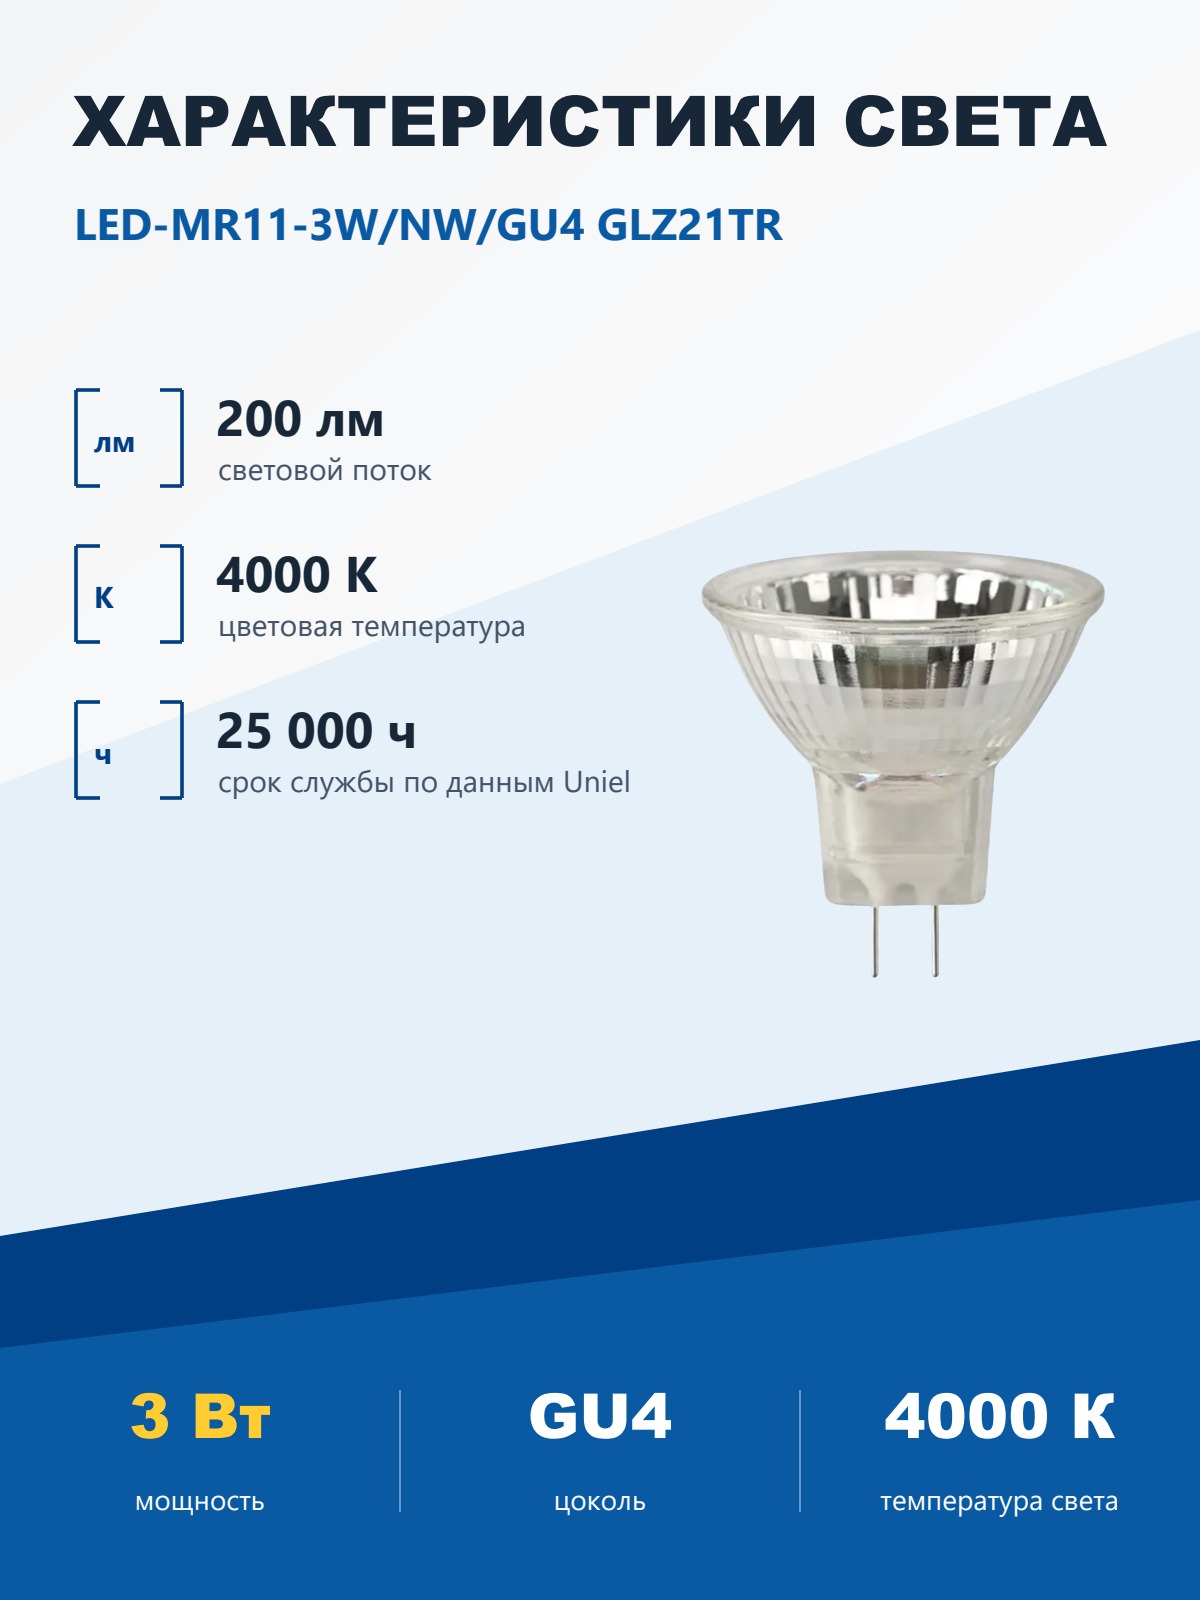 ХАРАКТЕРИСТИКИ СВЕТА
LED-MR11-3W/NW/GU4 GLZ21TR
лм
200 лм
световой поток
К
4000 К
цветовая температура
ч
25 000 ч
срок службы по данным Uniel
3 Вт
мощность
GU4
цоколь
4000 К
температура света